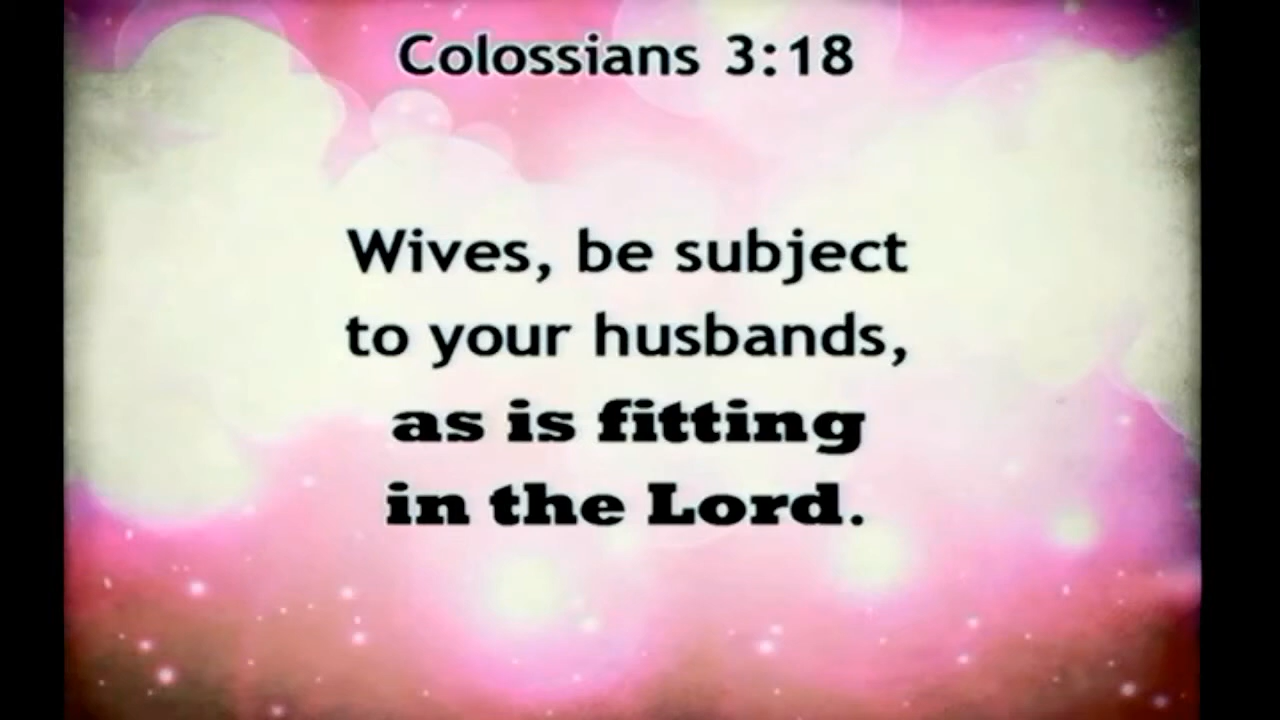 Colossians 3:18
Wives, be subject
to your husbands,
as is fitting
in the Lord.